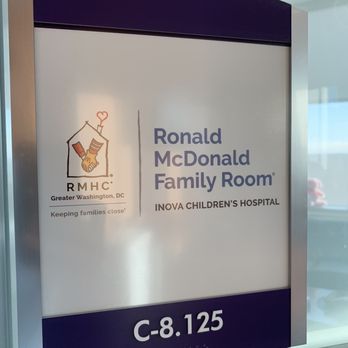 RMHC®
Greater Washington, DC
Keeping families close®
Ronald
McDonald
Family Room®
INOVA CHILDREN'S HOSPITAL
C-8.125